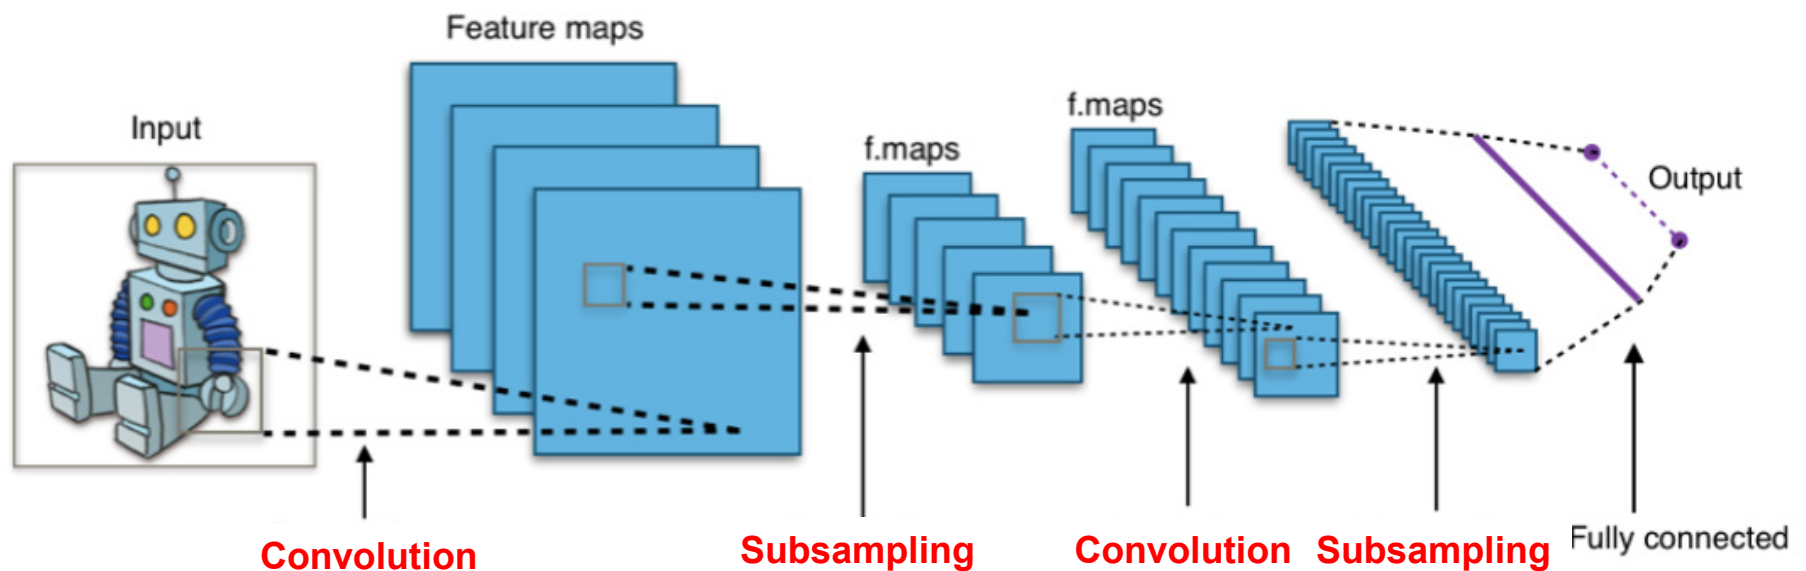 Feature maps
f.maps
Input
f.maps
Output
Convolution
Subsampling
Convolution
Subsampling
Fully connected